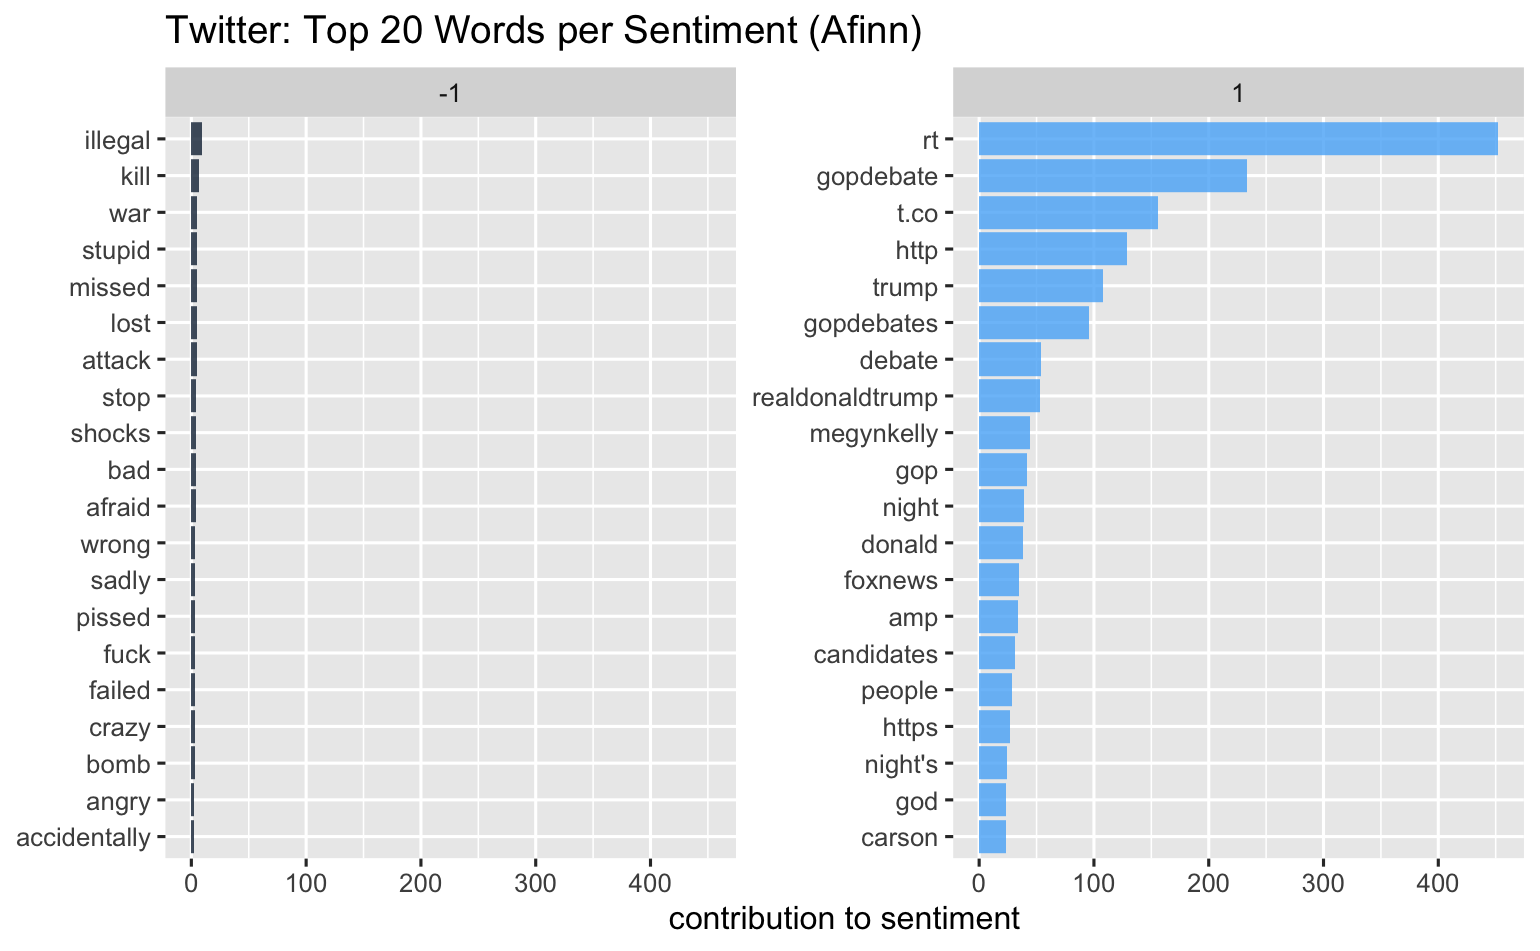 Twitter: Top 20 Words per Sentiment (Afinn)
-1
illegal
kill
war
stupid
missed
lost
attack
stop
shocks
bad
afraid
wrong
sadly
pissed
fuck
failed
crazy
bomb
angry
accidentally
0 100 200 300 400
1
rt
gopdebate
t.co
http
trump
gopdebates
debate
realdonaldtrump
megynkelly
gop
night
donald
foxnews
amp
candidates
people
https
night's
god
carson
0 100 200 300 400
contribution to sentiment